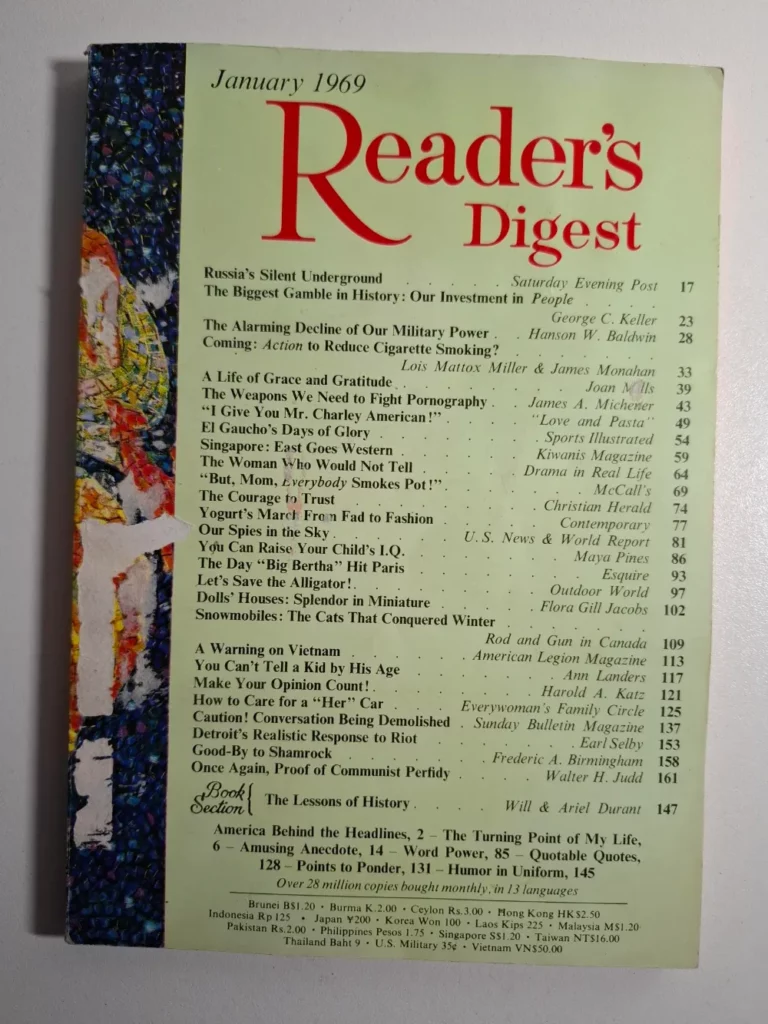 January 1969
Reader's
Digest
Russia's Silent Underground . . . . . Saturday Evening Post 17
The Biggest Gamble in History: Our Investment in People . . . .
George C. Keller 23
The Alarming Decline of Our Military Power . . Hanson W. Baldwin 28
Coming: Action to Reduce Cigarette Smoking? . . . . . . .
Lois Mattox Miller & James Monahan 33
A Life of Grace and Gratitude . . . . . . . Joan Mills 39
The Weapons We Need to Fight Pornography . . James A. Michener 43
"I Give You Mr. Charley American!" . . . . "Love and Pasta" 49
El Gaucho's Days of Glory . . . . . . Sports Illustrated 54
Singapore: East Goes Western . . . . . Kiwanis Magazine 59
The Woman Who Would Not Tell . . . . Drama in Real Life 64
"But, Mom, Everybody Smokes Pot!" . . . . . . McCall's 69
The Courage to Trust . . . . . . . Christian Herald 74
Yogurt's March From Fad to Fashion . . . . Contemporary 77
Our Spies in the Sky . . . . . U.S. News & World Report 81
You Can Raise Your Child's I.Q. . . . . . . Maya Pines 86
The Day "Big Bertha" Hit Paris . . . . . . . Esquire 93
Let's Save the Alligator! . . . . . . . Outdoor World 97
Dolls' Houses: Splendor in Miniature . . . . Flora Gill Jacobs 102
Snowmobiles: The Cats That Conquered Winter . . . . . .
Rod and Gun in Canada 109
A Warning on Vietnam . . . . . American Legion Magazine 113
You Can't Tell a Kid by His Age . . . . . . Ann Landers 117
Make Your Opinion Count! . . . . . . . Harold A. Katz 121
How to Care for a "Her" Car . . . Everywoman's Family Circle 125
Caution! Conversation Being Demolished . Sunday Bulletin Magazine 137
Detroit's Realistic Response to Riot . . . . . . Earl Selby 153
Good-By to Shamrock . . . . . . Frederic A. Birmingham 158
Once Again, Proof of Communist Perfidy . . . . Walter H. Judd 161
Book
Section { The Lessons of History . . . . Will & Ariel Durant 147
America Behind the Headlines, 2 – The Turning Point of My Life,
6 – Amusing Anecdote, 14 – Word Power, 85 – Quotable Quotes,
128 – Points to Ponder, 131 – Humor in Uniform, 145
Over 28 million copies bought monthly, in 13 languages
Brunei B$1.20 • Burma K.2.00 • Ceylon Rs.3.00 • Hong Kong HK$2.50
Indonesia Rp 125 • Japan ¥200 • Korea Won 100 • Laos Kips 225 • Malaysia M$1.20
Pakistan Rs.2.00 • Philippines Pesos 1.75 • Singapore S$1.20 • Taiwan NT$16.00
Thailand Baht 9 • U.S. Military 35¢ • Vietnam VN$50.00